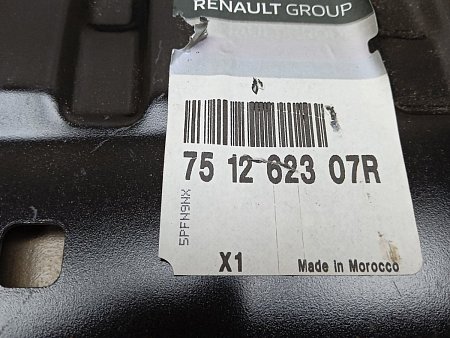 RENAULT GROUP
75 12 623 07R
5PFN9NX
X1
Made in Morocco